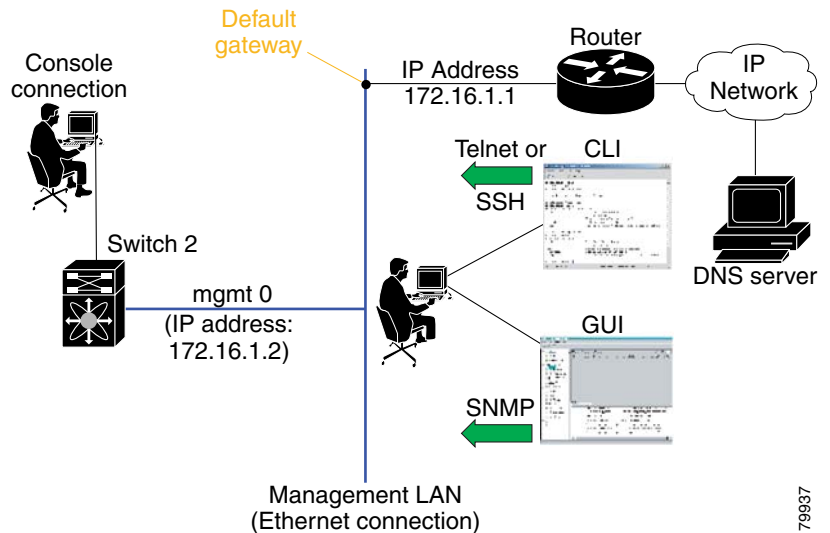 Default
gateway
Router
Console
connection
IP Address
172.16.1.1
IP
Network
Telnet or
SSH
CLI
Switch 2
DNS server
mgmt 0
(IP address:
172.16.1.2)
GUI
SNMP
Management LAN
(Ethernet connection)
79937